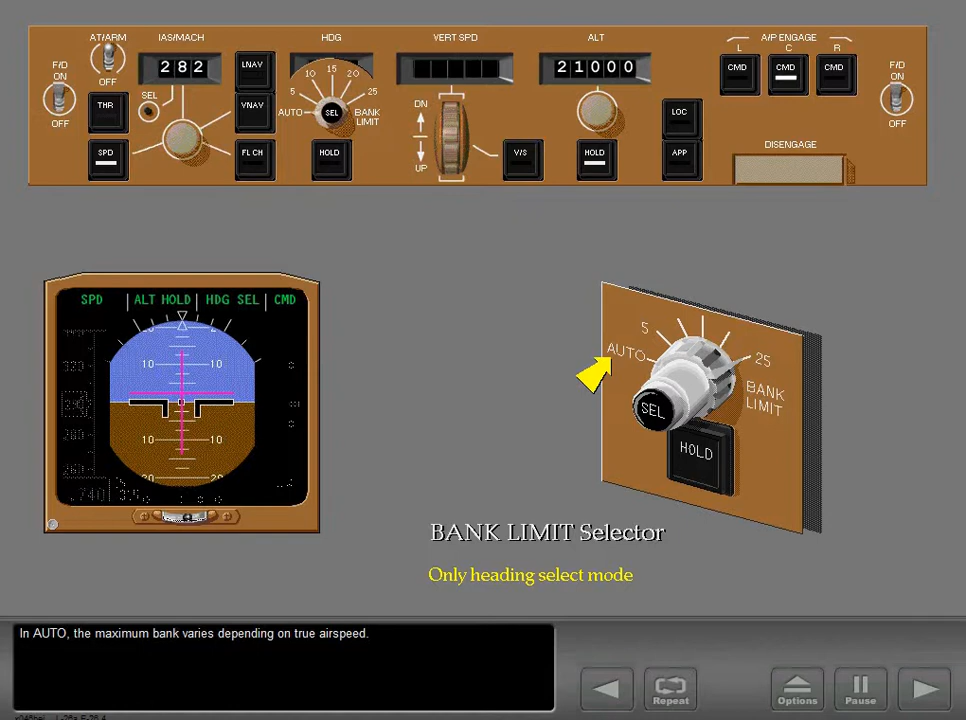 AT/ARM
IAS/MACH
HDG
VERT SPD
ALT
A/P ENGAGE
L C R
F/D
ON
OFF
OFF
282
LNAV
10 15 20
5 25
21000
CMD CMD CMD
F/D
ON
OFF
SEL
THR
VNAV
AUTO
SEL
BANK
LIMIT
DN
UP
LOC
SPD
FL CH
HOLD
V/S
HOLD
APP
DISENGAGE
SPD ALT HOLD HDG SEL CMD
10 10
10 10
20 20
5
AUTO
25
BANK
LIMIT
SEL
HOLD
BANK LIMIT Selector
Only heading select mode
In AUTO, the maximum bank varies depending on true airspeed.
Repeat
Options
Pause